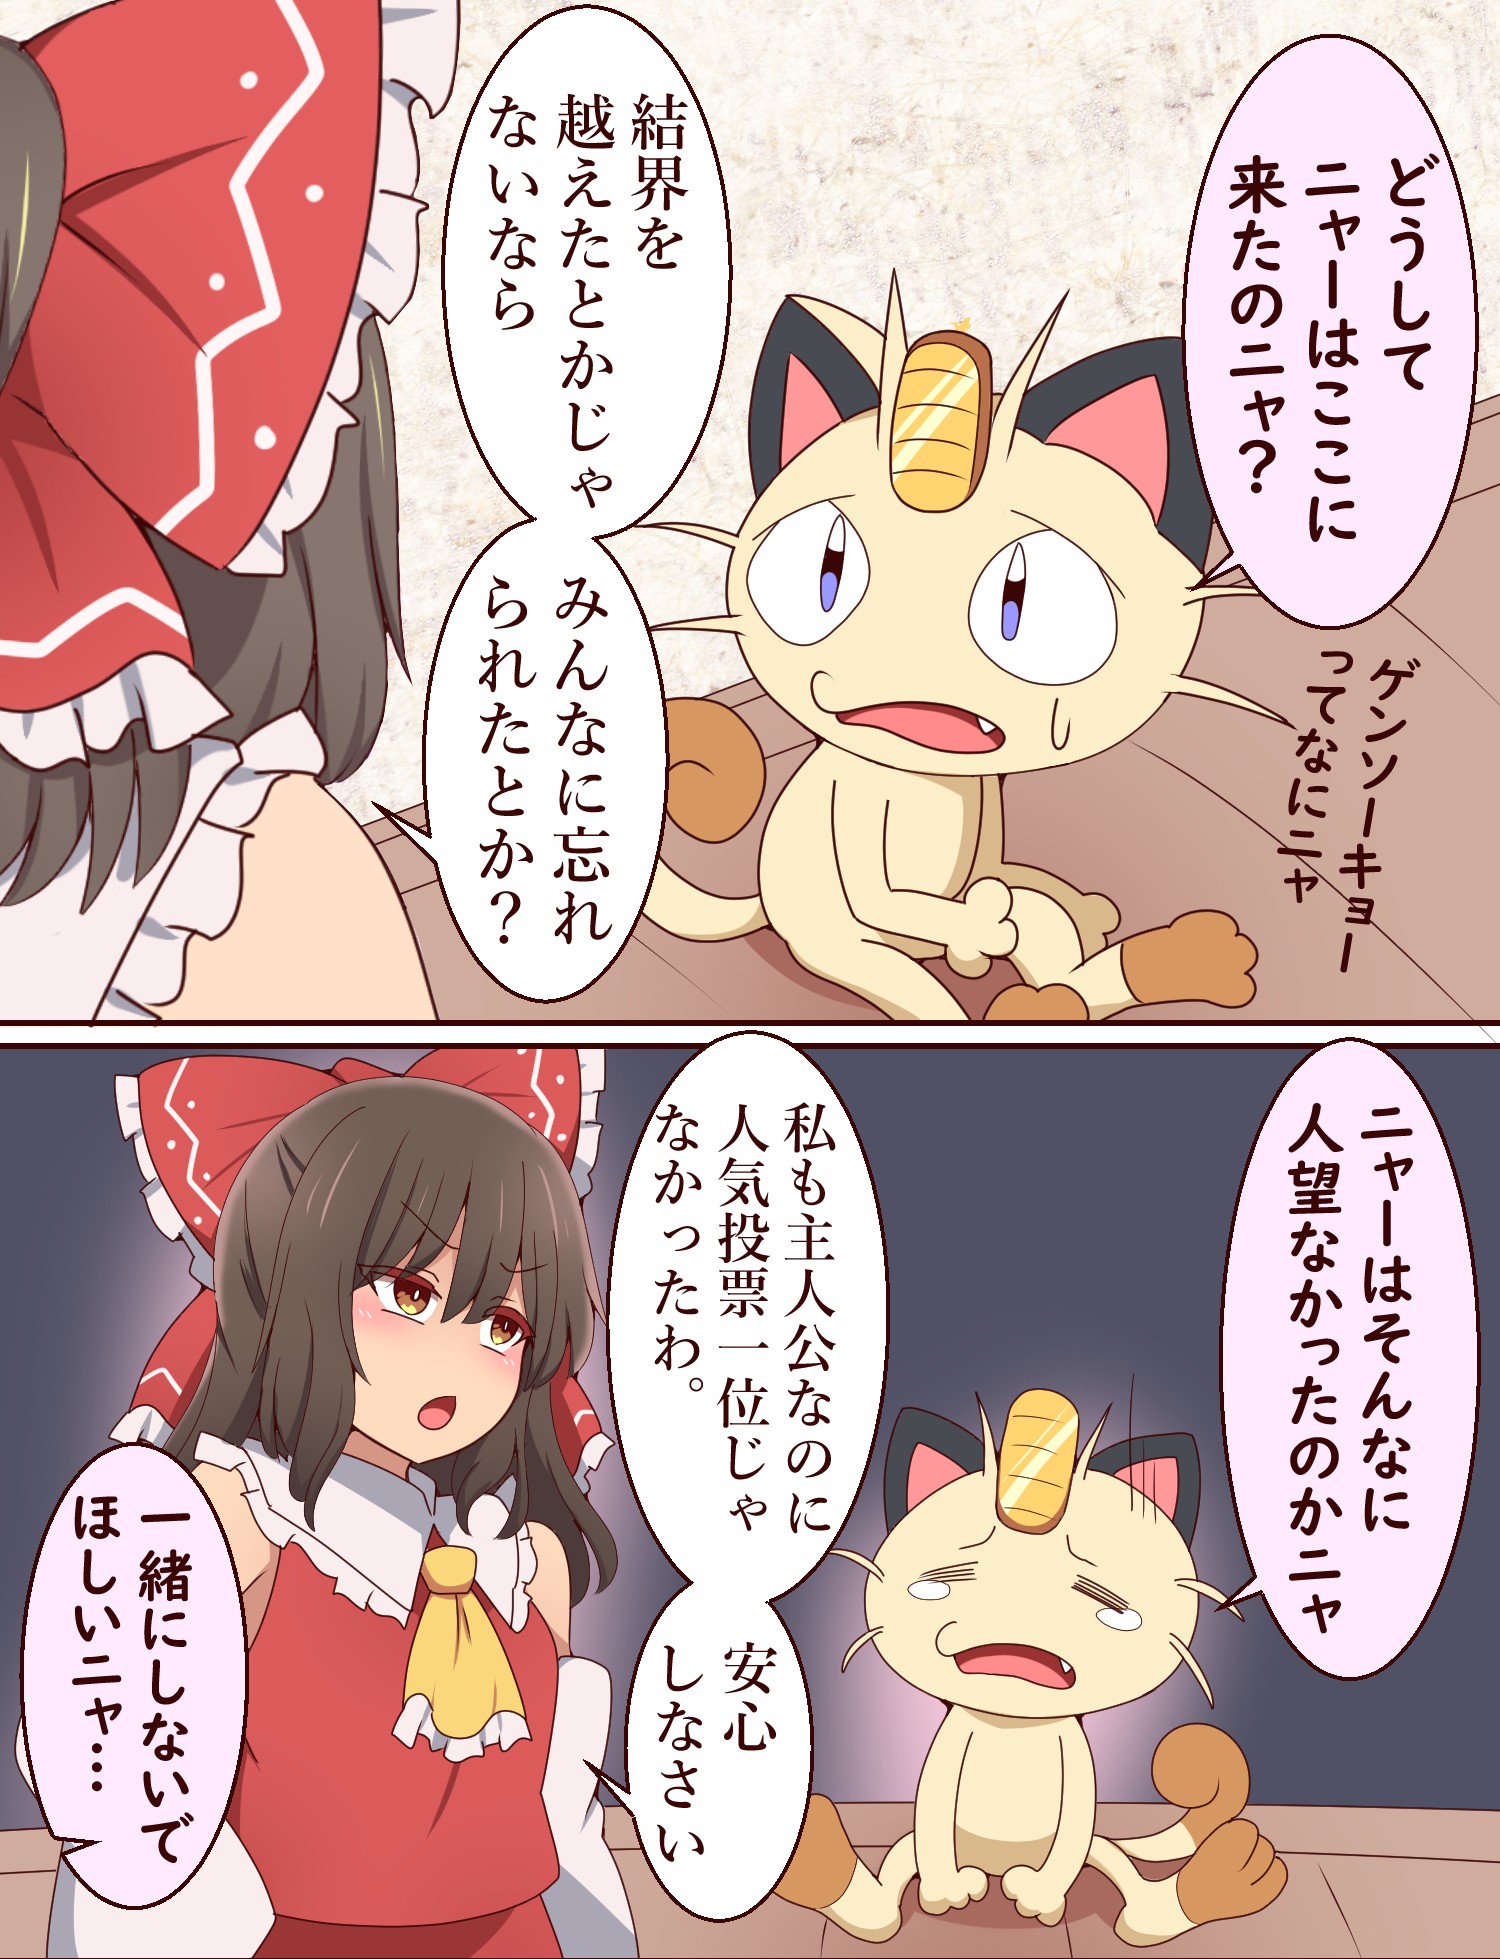 どうして
ニャーはここに
来たのニャ？
ゲンソーキョー
ってなにニャ
結界を
越えたとかじゃ
ないなら
みんなに忘れ
られたとか？
ニャーはそんなに
人望なかったのかニャ
私も主人公なのに
人気投票一位じゃ
なかったわ。
安心
しなさい
一緒にしないで
ほしいニャ…